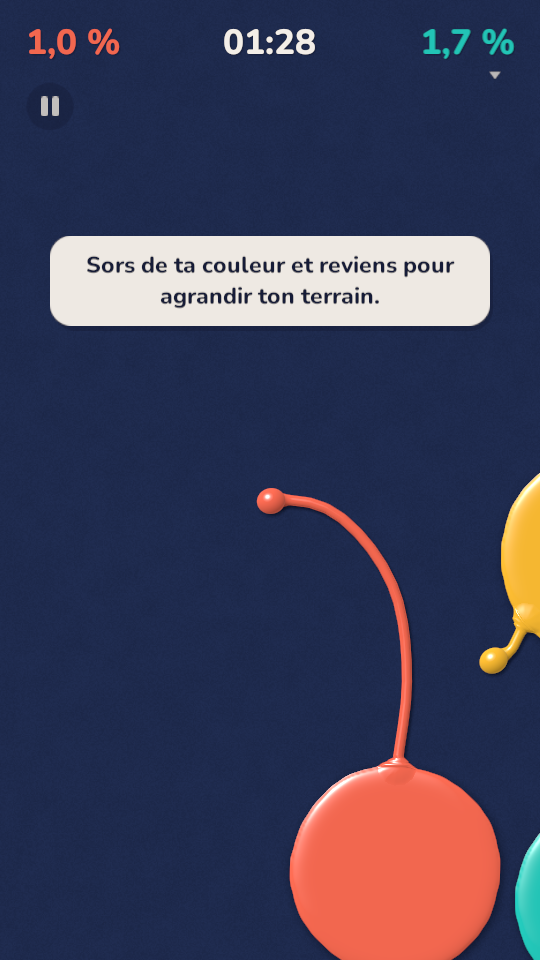 1,0 %
01:28
1,7 %
Sors de ta couleur et reviens pour
agrandir ton terrain.